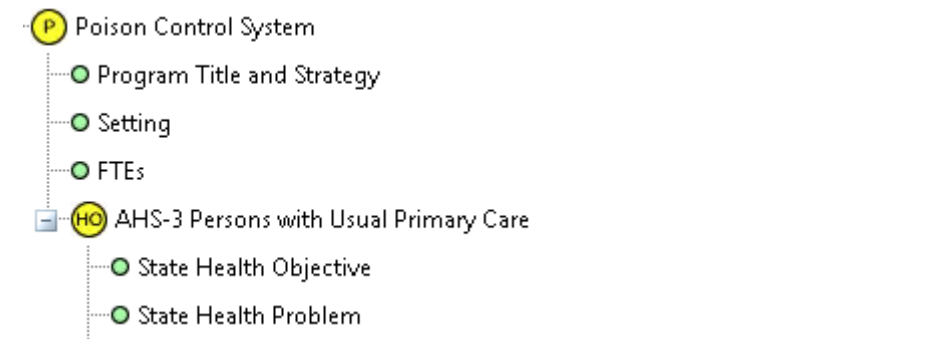 P Poison Control System
Program Title and Strategy
Setting
FTEs
HO AHS-3 Persons with Usual Primary Care
State Health Objective
State Health Problem